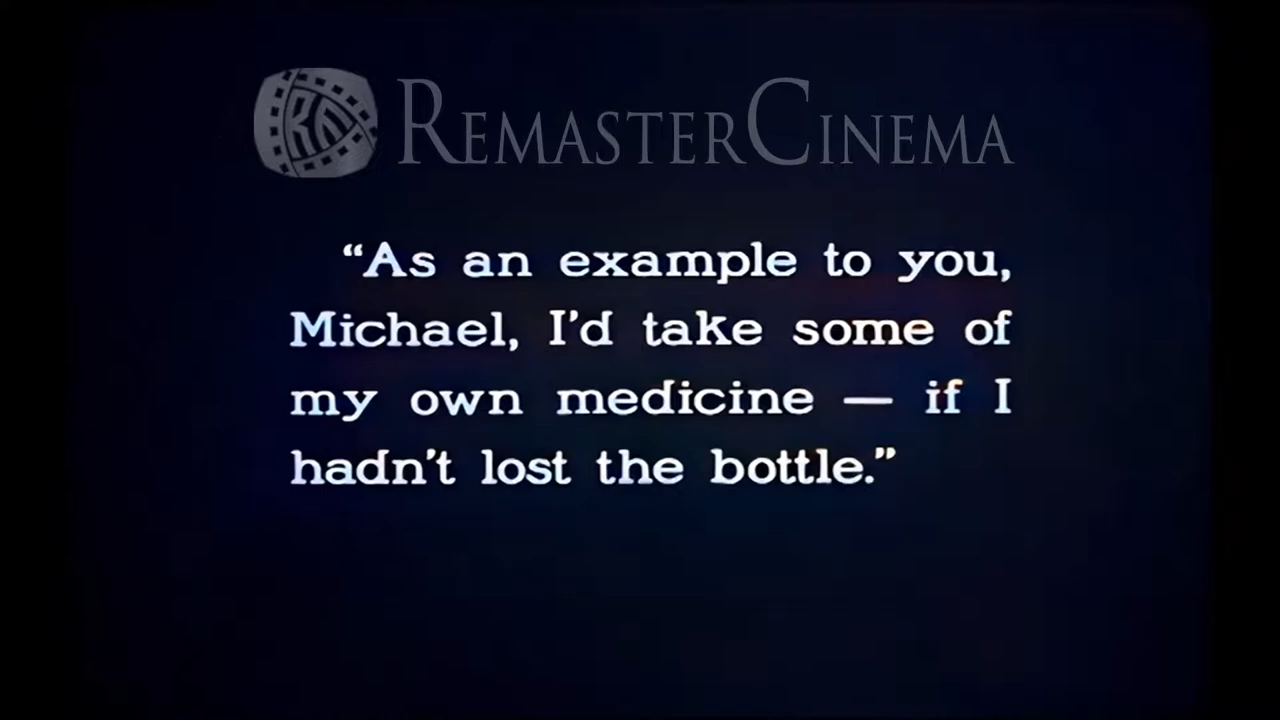 REMASTERCINEMA
“As an example to you,
Michael, I’d take some of
my own medicine — if I
hadn’t lost the bottle.”